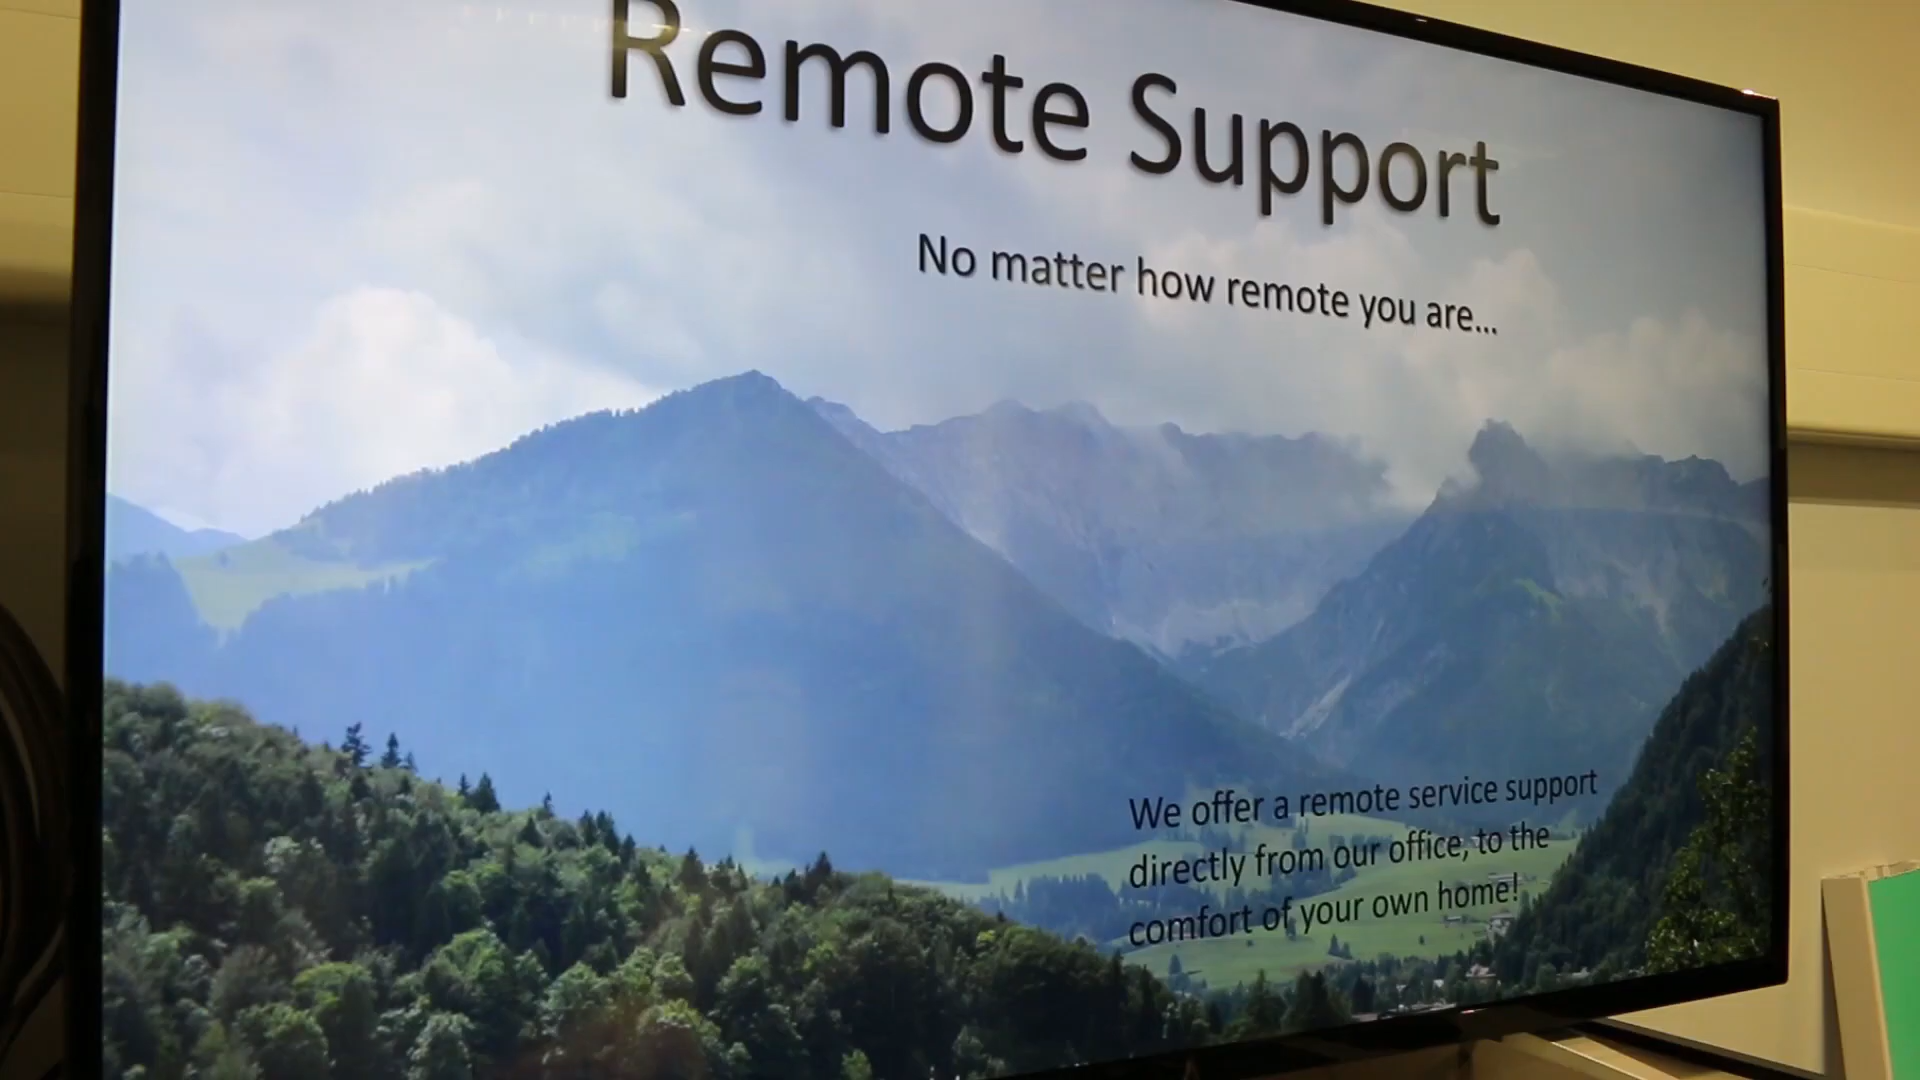 Remote Support
No matter how remote you are...
We offer a remote service support
directly from our office, to the
comfort of your own home!